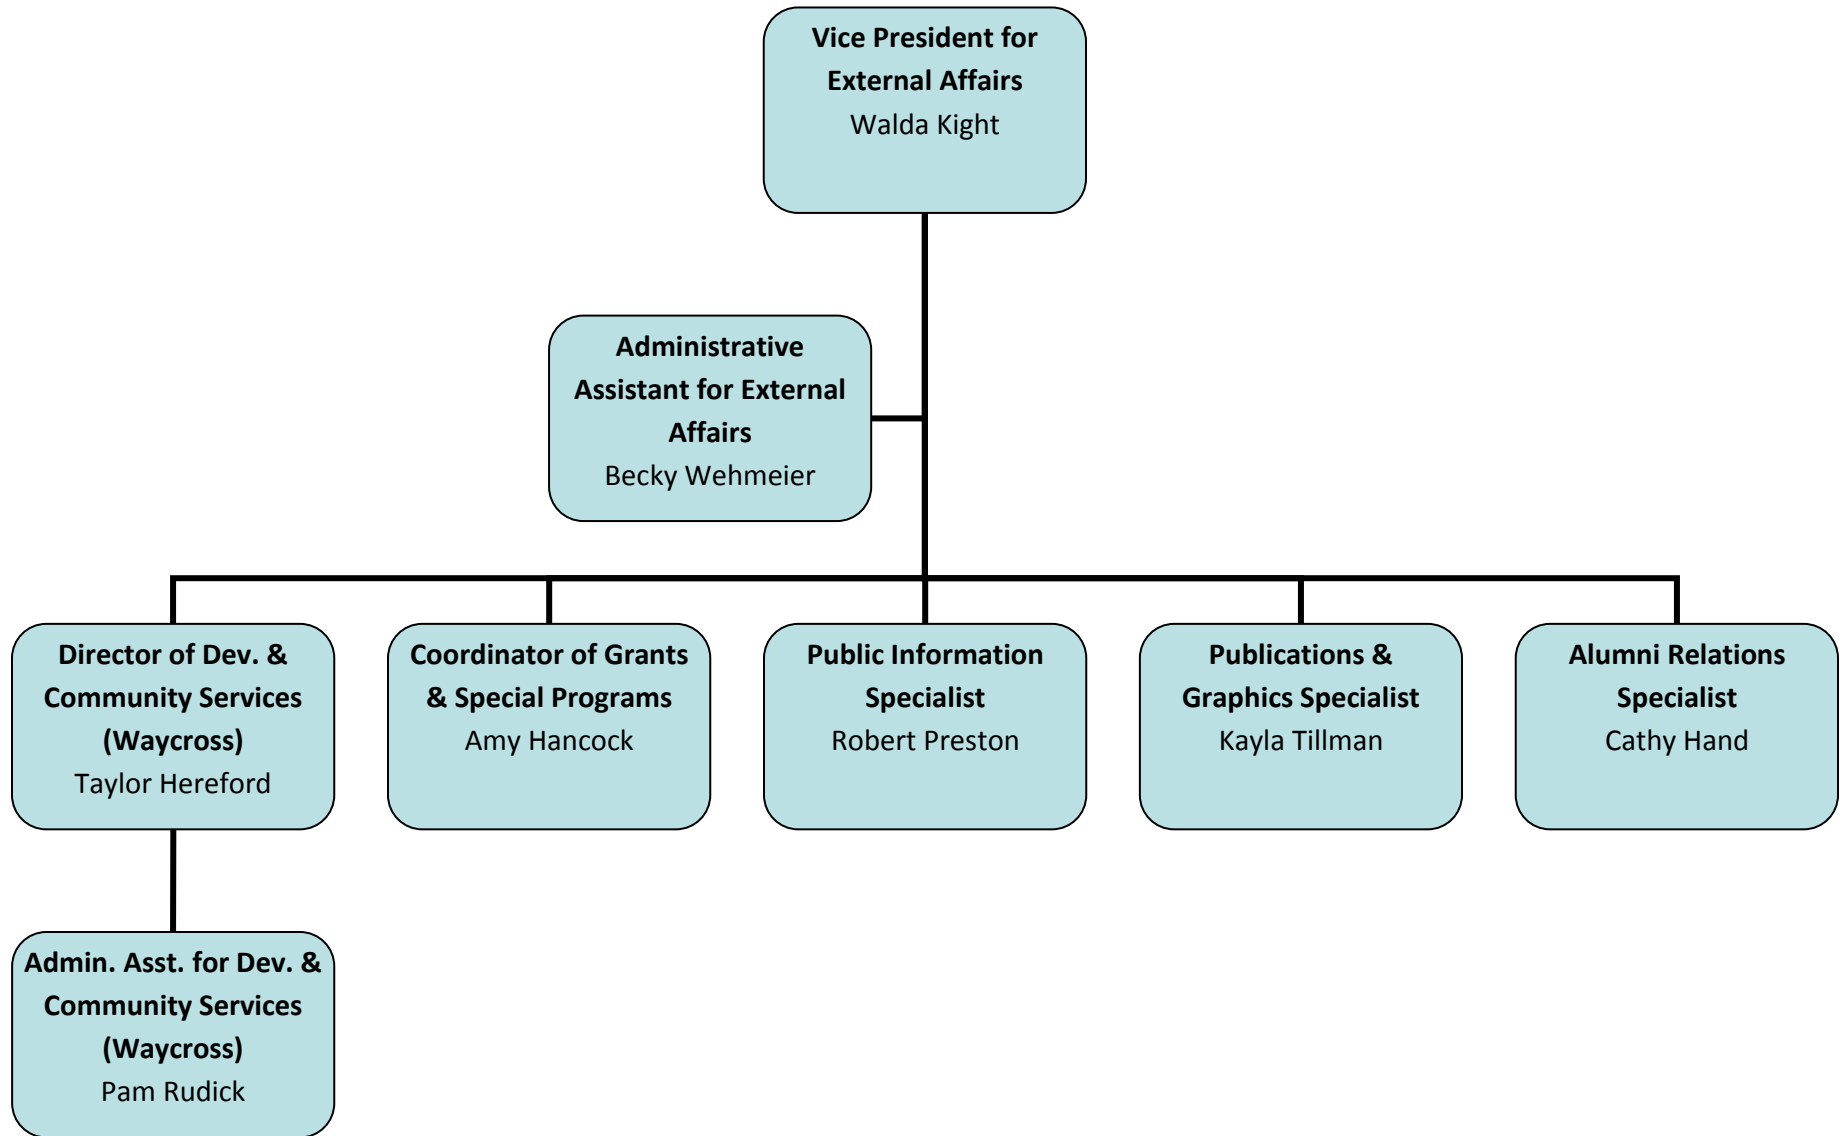 Vice President for
External Affairs
Walda Kight
Administrative
Assistant for External
Affairs
Becky Wehmeier
Director of Dev. &
Community Services
(Waycross)
Taylor Hereford
Coordinator of Grants
& Special Programs
Amy Hancock
Public Information
Specialist
Robert Preston
Publications &
Graphics Specialist
Kayla Tillman
Alumni Relations
Specialist
Cathy Hand
Admin. Asst. for Dev. &
Community Services
(Waycross)
Pam Rudick